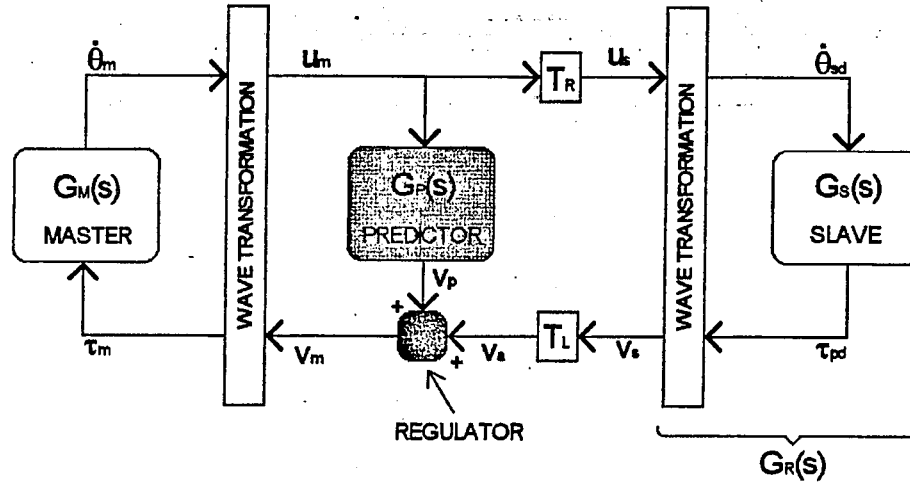 θ̇m
um
TR
us
θ̇sd
WAVE TRANSFORMATION
WAVE TRANSFORMATION
GM(s)
MASTER
GP(s)
PREDICTOR
GS(s)
SLAVE
Vp
+
τm
Vm
+
Va
TL
Vs
τpd
REGULATOR
GR(s)